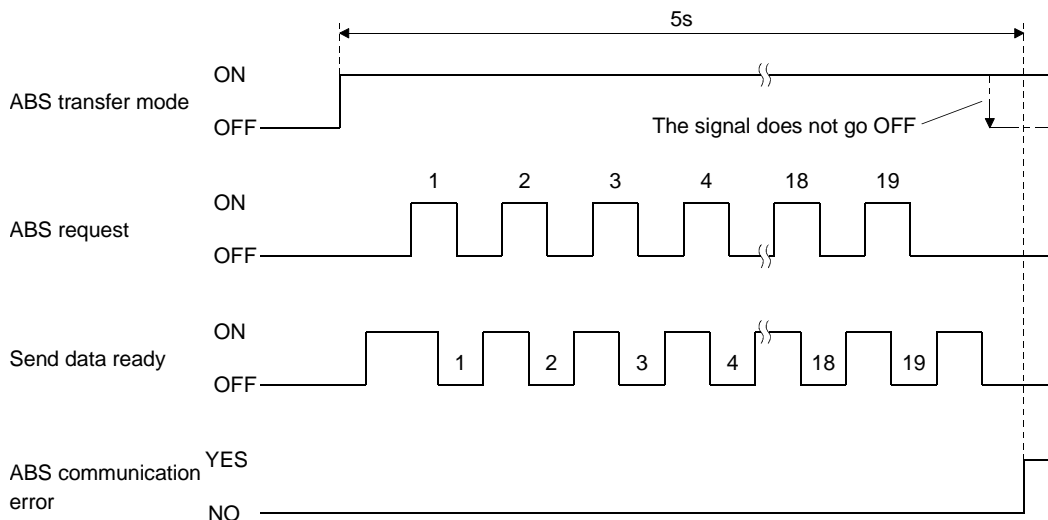 5s
ON
ABS transfer mode
OFF
The signal does not go OFF
1 2 3 4 18 19
ON
ABS request
OFF
ON
Send data ready
1 2 3 4 18 19
OFF
YES
ABS communication
error
NO